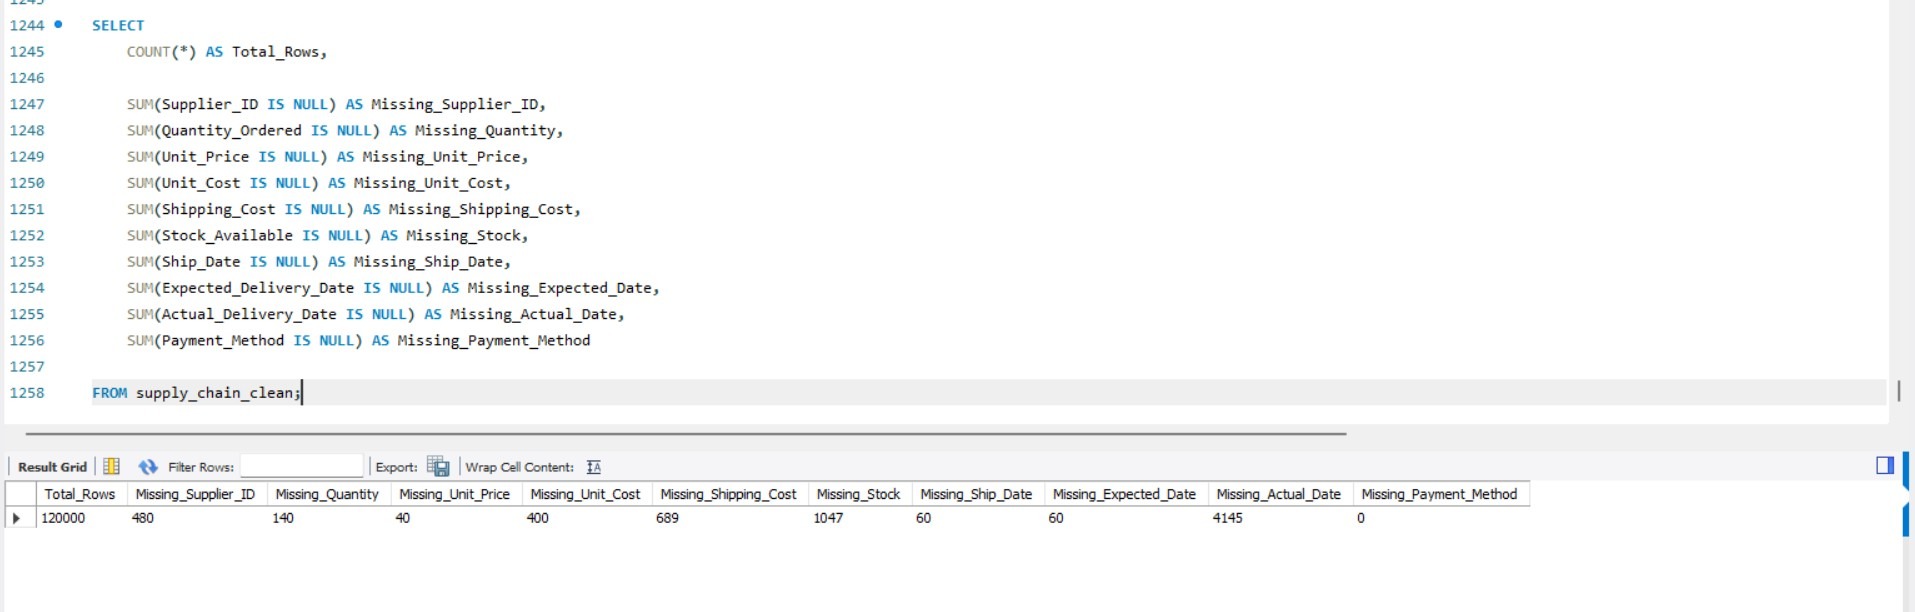 1243
1244 SELECT
1245 COUNT(*) AS Total_Rows,
1246
1247 SUM(Supplier_ID IS NULL) AS Missing_Supplier_ID,
1248 SUM(Quantity_Ordered IS NULL) AS Missing_Quantity,
1249 SUM(Unit_Price IS NULL) AS Missing_Unit_Price,
1250 SUM(Unit_Cost IS NULL) AS Missing_Unit_Cost,
1251 SUM(Shipping_Cost IS NULL) AS Missing_Shipping_Cost,
1252 SUM(Stock_Available IS NULL) AS Missing_Stock,
1253 SUM(Ship_Date IS NULL) AS Missing_Ship_Date,
1254 SUM(Expected_Delivery_Date IS NULL) AS Missing_Expected_Date,
1255 SUM(Actual_Delivery_Date IS NULL) AS Missing_Actual_Date,
1256 SUM(Payment_Method IS NULL) AS Missing_Payment_Method
1257
1258 FROM supply_chain_clean;
Result Grid Filter Rows: Export: Wrap Cell Content:
Total_Rows Missing_Supplier_ID Missing_Quantity Missing_Unit_Price Missing_Unit_Cost Missing_Shipping_Cost Missing_Stock Missing_Ship_Date Missing_Expected_Date Missing_Actual_Date Missing_Payment_Method
120000 480 140 40 400 689 1047 60 60 4145 0